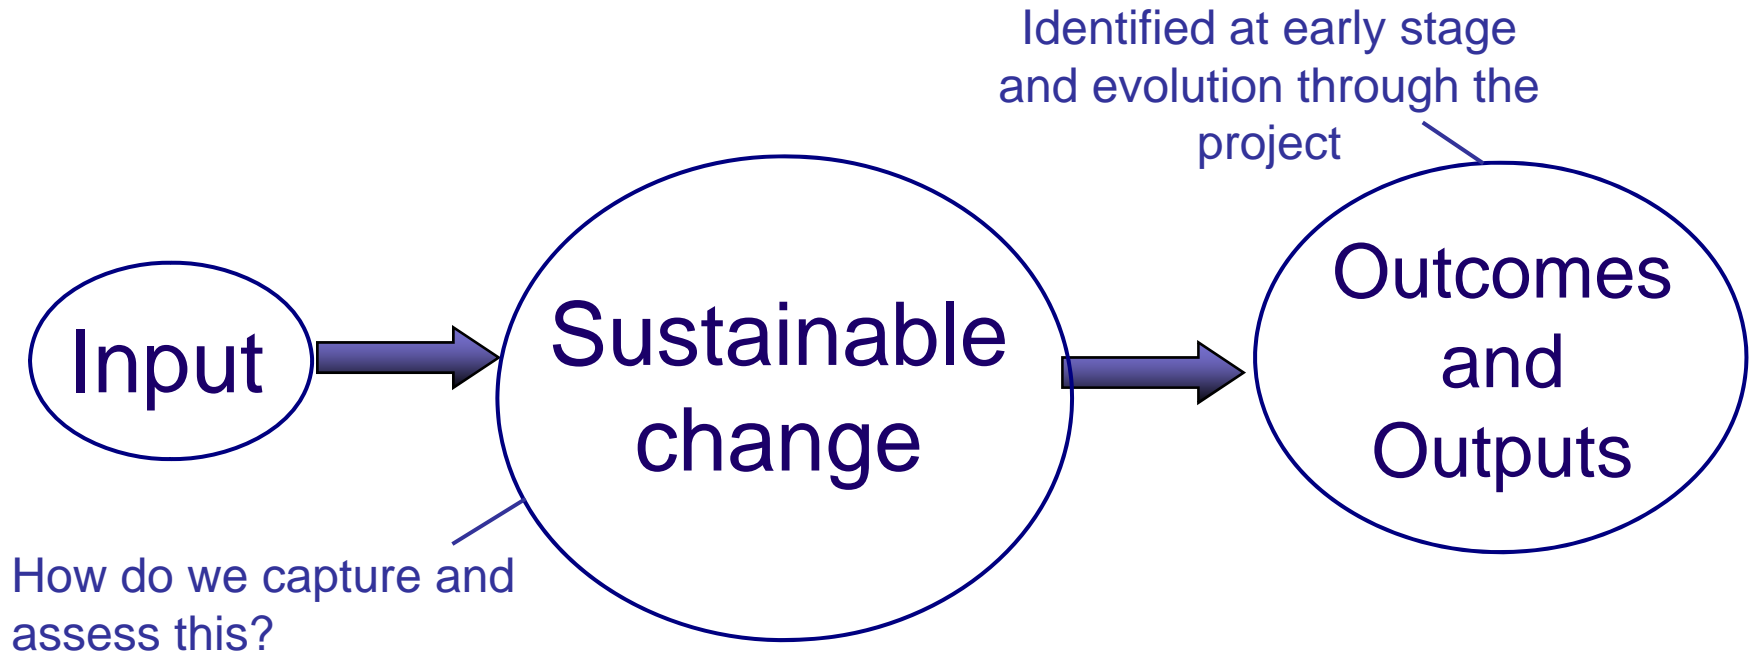 Identified at early stage
and evolution through the
project
Input
Sustainable
change
Outcomes
and
Outputs
How do we capture and
assess this?